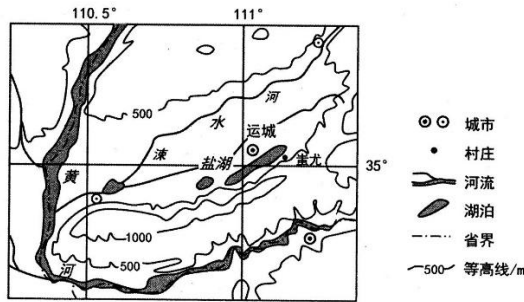 110.5° 111°
500
河
水
运城
涑
盐湖
蚩尤
35°
黄
1000
500
河
城市
村庄
河流
湖泊
省界
500 等高线/m